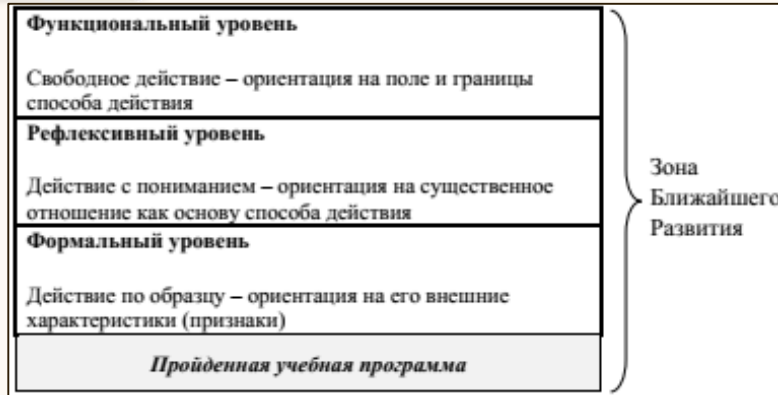 Функциональный уровень
Свободное действие – ориентация на поле и границы
способа действия
Рефлексивный уровень
Действие с пониманием – ориентация на существенное
отношение как основу способа действия
Формальный уровень
Действие по образцу – ориентация на его внешние
характеристики (признаки)
Пройденная учебная программа
Зона
Ближайшего
Развития